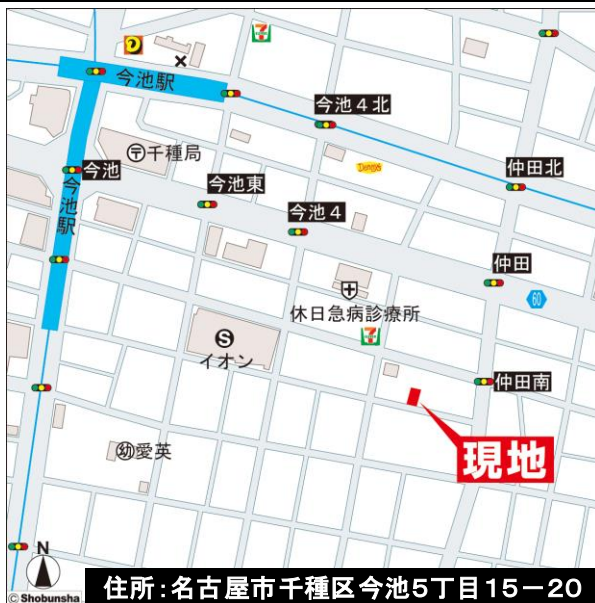 今池駅
今池4北
千種局
仲田北
今池
今池東
Denny's
今池駅
今池4
仲田
60
休日急病診療所
S
イオン
仲田南
現地
幼愛英
N
© Shobunsha
住所:名古屋市千種区今池5丁目15-20